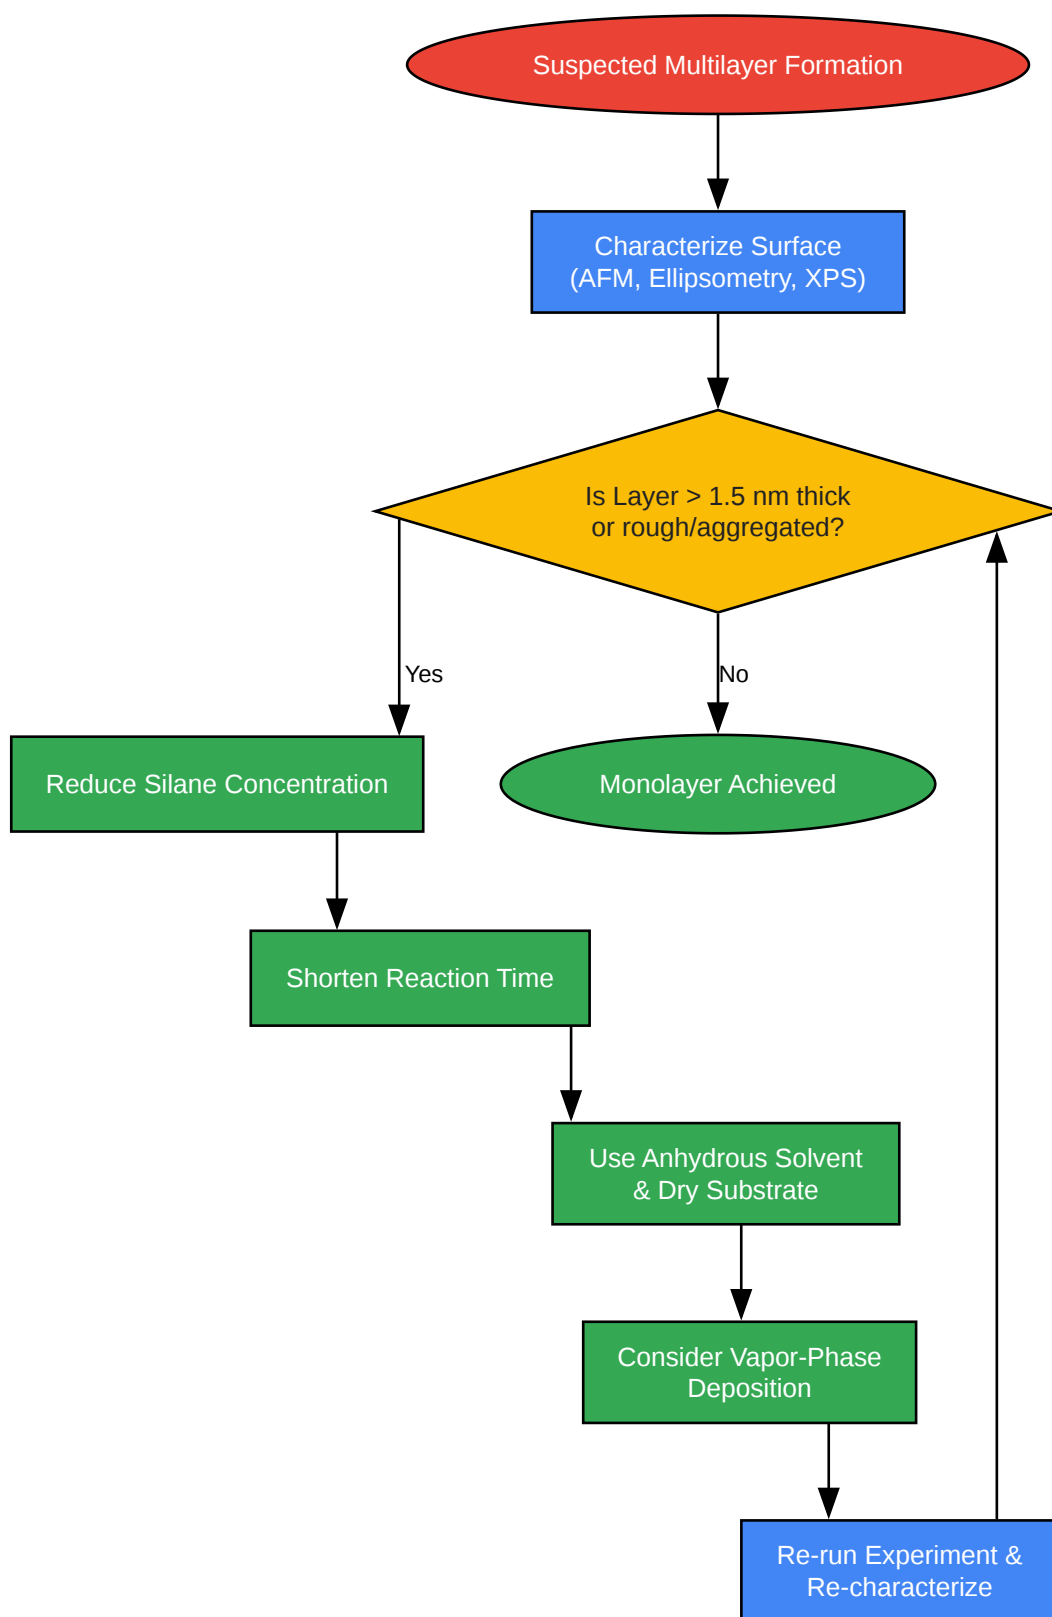 Suspected Multilayer Formation
Characterize Surface
(AFM, Ellipsometry, XPS)
Is Layer > 1.5 nm thick
or rough/aggregated?
Yes
No
Reduce Silane Concentration
Monolayer Achieved
Shorten Reaction Time
Use Anhydrous Solvent
& Dry Substrate
Consider Vapor-Phase
Deposition
Re-run Experiment &
Re-characterize